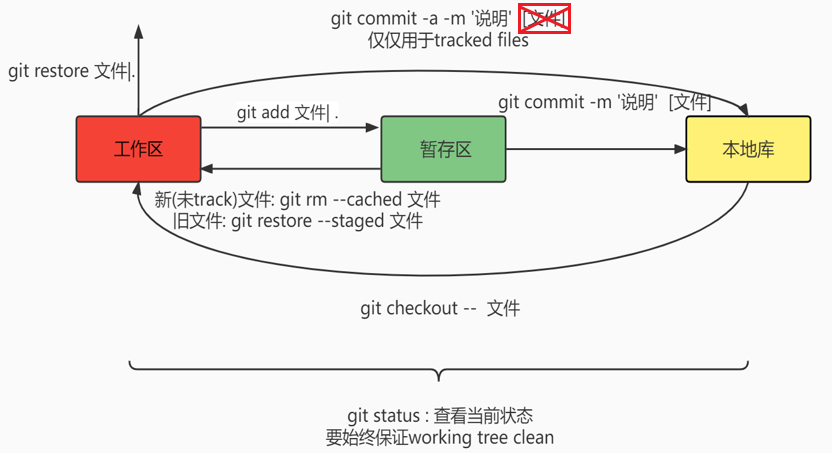 git commit -a -m '说明' [文件]
仅仅用于tracked files
git restore 文件|.
git add 文件| .
git commit -m '说明' [文件]
工作区
暂存区
本地库
新(未track)文件: git rm --cached 文件
旧文件: git restore --staged 文件
git checkout -- 文件
git status : 查看当前状态
要始终保证working tree clean